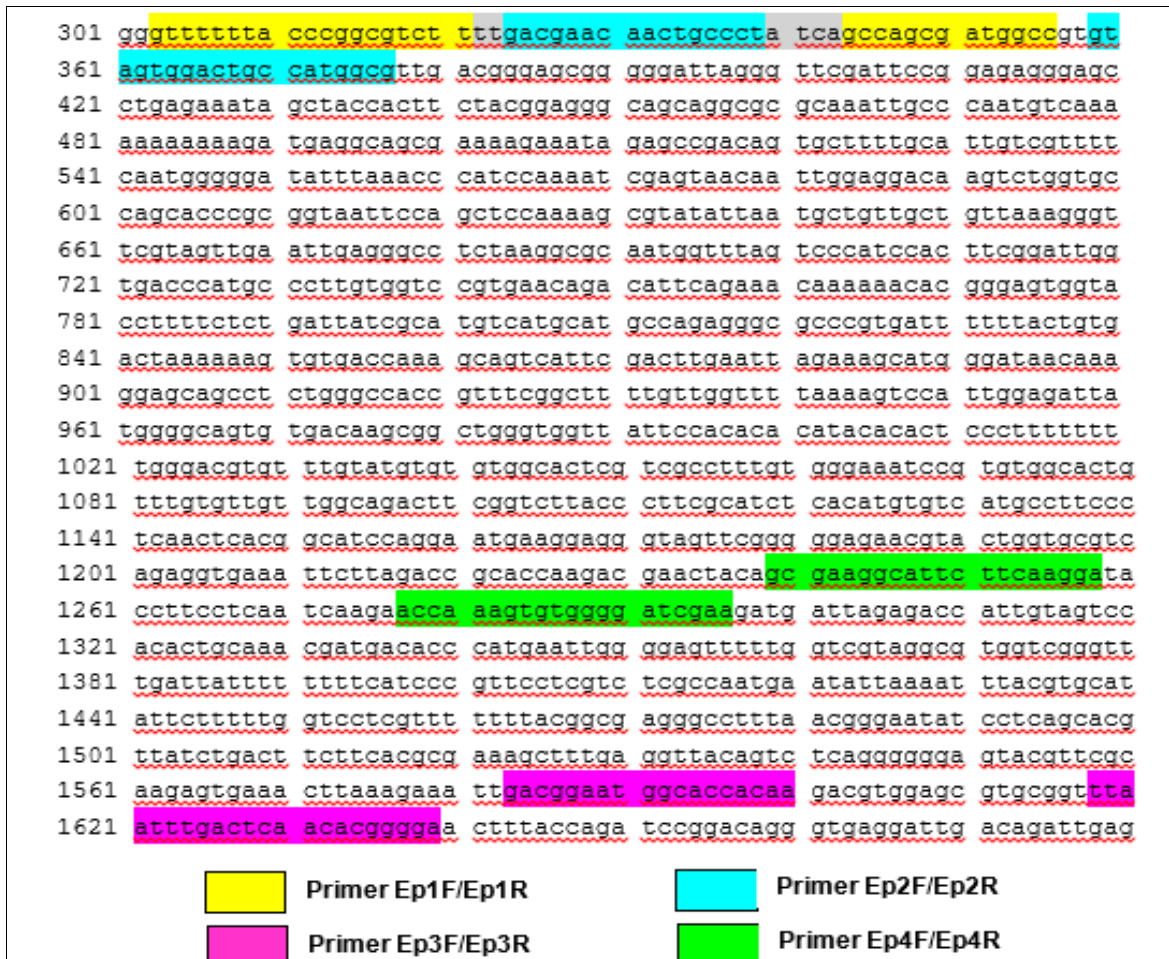 301 gggttttttta cccggcgtct tttgacgaac aactgcccta tcagccagcg atggccgtgt
361 agtggactgc catggcgttg acgggagcgg gggattaggg ttcgattccg gagagggagc
421 ctgagaaata gctaccactt ctacggaggg cagcaggcgc gcaaattgcc caatgtcaaa
481 aaaaaaaaga tgaggcagcg aaaagaaata gagccgacag tgcttttgca ttgtcgtttt
541 caatggggga tatttaaacc catccaaaat cgagtaacaa ttggaggaca agtctggtgc
601 cagcacccgc ggtaattcca gctccaaaag cgtatattaa tgctgttgct gttaaagggt
661 tcgtagttga attgagggcc tctaaggcgc aatggtttag tcccatccac ttcggattgg
721 tgacccatgc ccttgtggtc cgtgaacaga cattcagaaa caaaaaacac gggagtggta
781 ccttttctct gattatcgca tgtcatgcat gccagagggc gcccgtgatt tttttactgtg
841 actaaaaaag tgtgaccaaa gcagtcattc gacttgaatt agaaagcatg ggataacaaa
901 ggagcagcct ctgggccacc gtttcggctt ttgttggttt taaaagtcca ttggagatta
961 tggggcagtg tgacaagcgg ctgggtggtt attccacaca catacacact cccttttttt
1021 tgggacgtgt ttgtatgtgt gtggcactcg tcgcctttgt gggaaatccg tgtggcactg
1081 tttgtgttgt tggcagactt cggtcttacc cttcgcatct cacatgtgtc atgccttccc
1141 tcaactcacg gcatccagga atgaaggagg gtagttcggg ggagaacgta ctggtgcgtc
1201 agaggtgaaa ttcttagacc gcaccaagac gaactacagc gaaggcattc ttcaaggata
1261 ccttcctcaa tcaagaacca aagtgtgggg atcgaagatg attagagacc attgtagtcc
1321 acactgcaaa cgatgacacc catgaattgg ggagtttttg gtcgtaggcg tggtcgggtt
1381 tgattatttt ttttcatccc gttcctcgtc tcgccaatga atattaaaat ttacgtgcat
1441 attctttttg gtcctcgttt ttttacggcg agggccttta acgggaatat cctcagcacg
1501 ttatctgact tcttcacgcg aaagctttga ggttacagtc tcaggggggga gtacgttcgc
1561 aagagtgaaa cttaaagaaa ttgacggaat ggcaccacaa gacgtggagc gtgcggttta
1621 atttgactca acacggggaa ctttaccaga tccggacagg gtgaggattg acagattgag
Primer Ep1F/Ep1R Primer Ep2F/Ep2R
Primer Ep3F/Ep3R Primer Ep4F/Ep4R